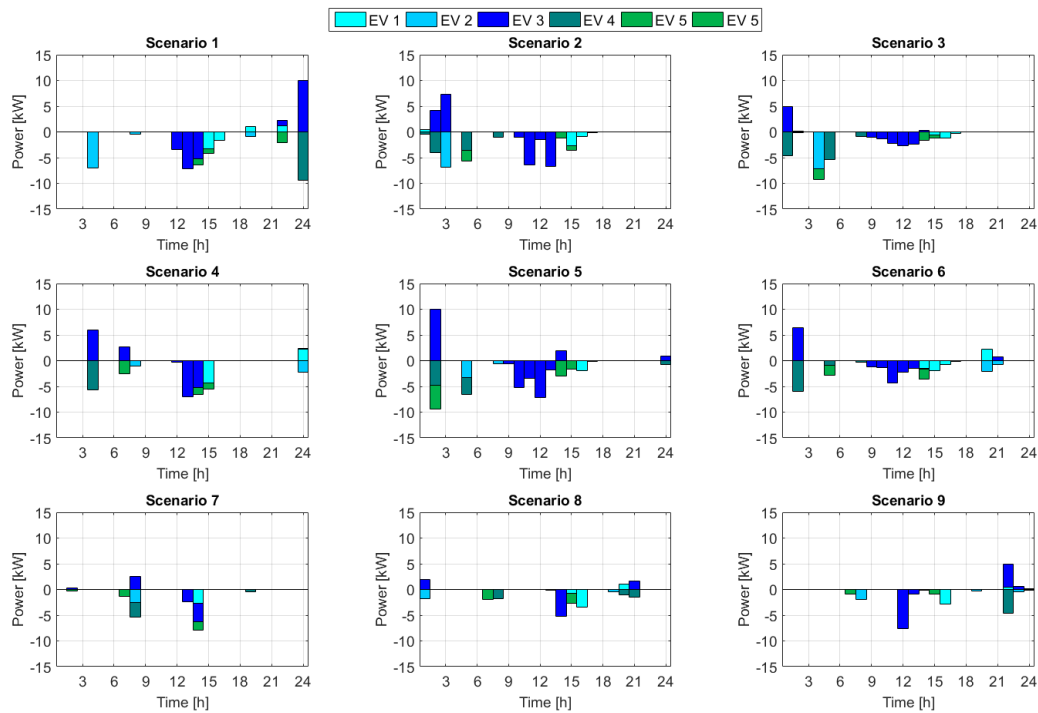 EV 1 EV 2 EV 3 EV 4 EV 5 EV 5
Scenario 1
15
10
5
0
-5
-10
-15
Power [kW]
3 6 9 12 15 18 21 24
Time [h]
Scenario 2
15
10
5
0
-5
-10
-15
Power [kW]
3 6 9 12 15 18 21 24
Time [h]
Scenario 3
15
10
5
0
-5
-10
-15
Power [kW]
3 6 9 12 15 18 21 24
Time [h]
Scenario 4
15
10
5
0
-5
-10
-15
Power [kW]
3 6 9 12 15 18 21 24
Time [h]
Scenario 5
15
10
5
0
-5
-10
-15
Power [kW]
3 6 9 12 15 18 21 24
Time [h]
Scenario 6
15
10
5
0
-5
-10
-15
Power [kW]
3 6 9 12 15 18 21 24
Time [h]
Scenario 7
15
10
5
0
-5
-10
-15
Power [kW]
3 6 9 12 15 18 21 24
Time [h]
Scenario 8
15
10
5
0
-5
-10
-15
Power [kW]
3 6 9 12 15 18 21 24
Time [h]
Scenario 9
15
10
5
0
-5
-10
-15
Power [kW]
3 6 9 12 15 18 21 24
Time [h]